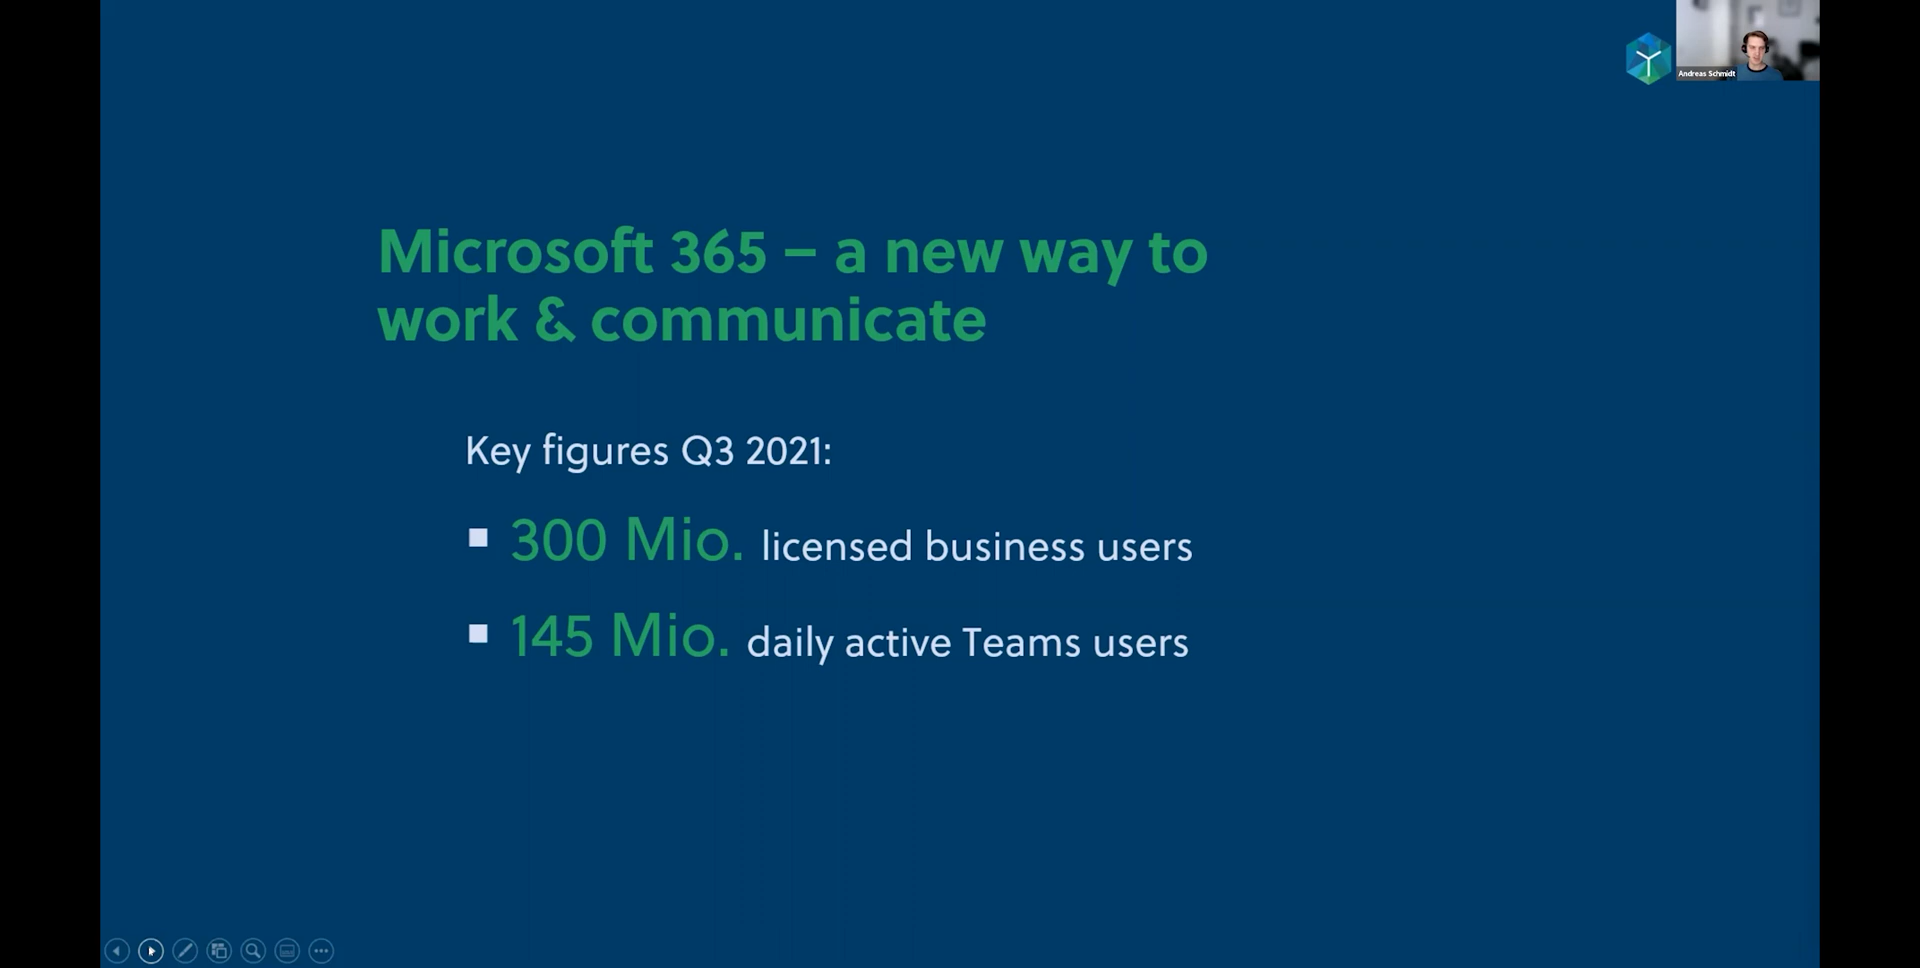 Andreas Schmidt
Microsoft 365 – a new way to
work & communicate
Key figures Q3 2021:
▪ 300 Mio. licensed business users
▪ 145 Mio. daily active Teams users